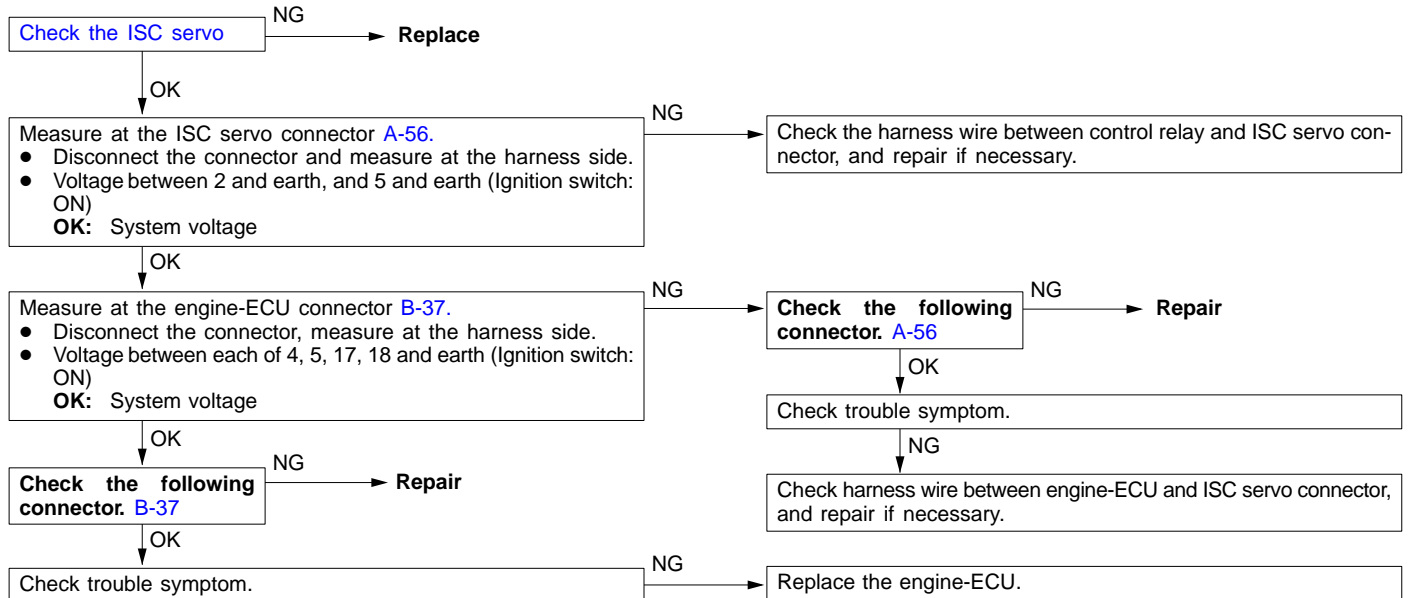 NG
Check the ISC servo
Replace
OK
Measure at the ISC servo connector A-56.
● Disconnect the connector and measure at the harness side.
● Voltage between 2 and earth, and 5 and earth (Ignition switch:
ON)
OK: System voltage
NG
Check the harness wire between control relay and ISC servo con-
nector, and repair if necessary.
OK
Measure at the engine-ECU connector B-37.
● Disconnect the connector, measure at the harness side.
● Voltage between each of 4, 5, 17, 18 and earth (Ignition switch:
ON)
OK: System voltage
NG
Check the following
connector. A-56
NG
Repair
OK
Check trouble symptom.
NG
Check harness wire between engine-ECU and ISC servo connector,
and repair if necessary.
OK
Check the following
connector. B-37
NG
Repair
OK
Check trouble symptom.
NG
Replace the engine-ECU.